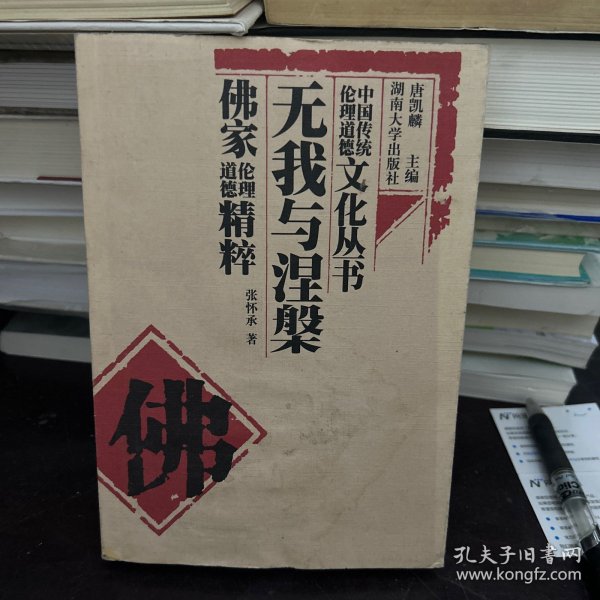 唐凯麟 主编
湖南大学出版社
中国传统
伦理道德
文化丛书
无我与涅槃
佛家
伦理
道德
精粹
张怀承 著
佛
孔夫子旧书网
www.kongfz.com